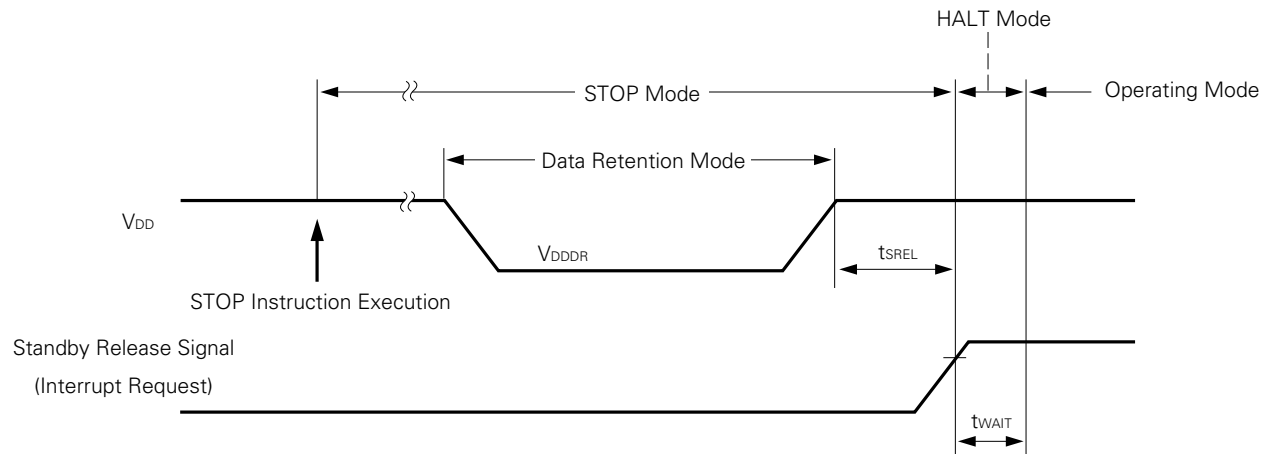 HALT Mode
STOP Mode
Operating Mode
Data Retention Mode
VDD
VDDDR
tSREL
STOP Instruction Execution
Standby Release Signal
(Interrupt Request)
tWAIT